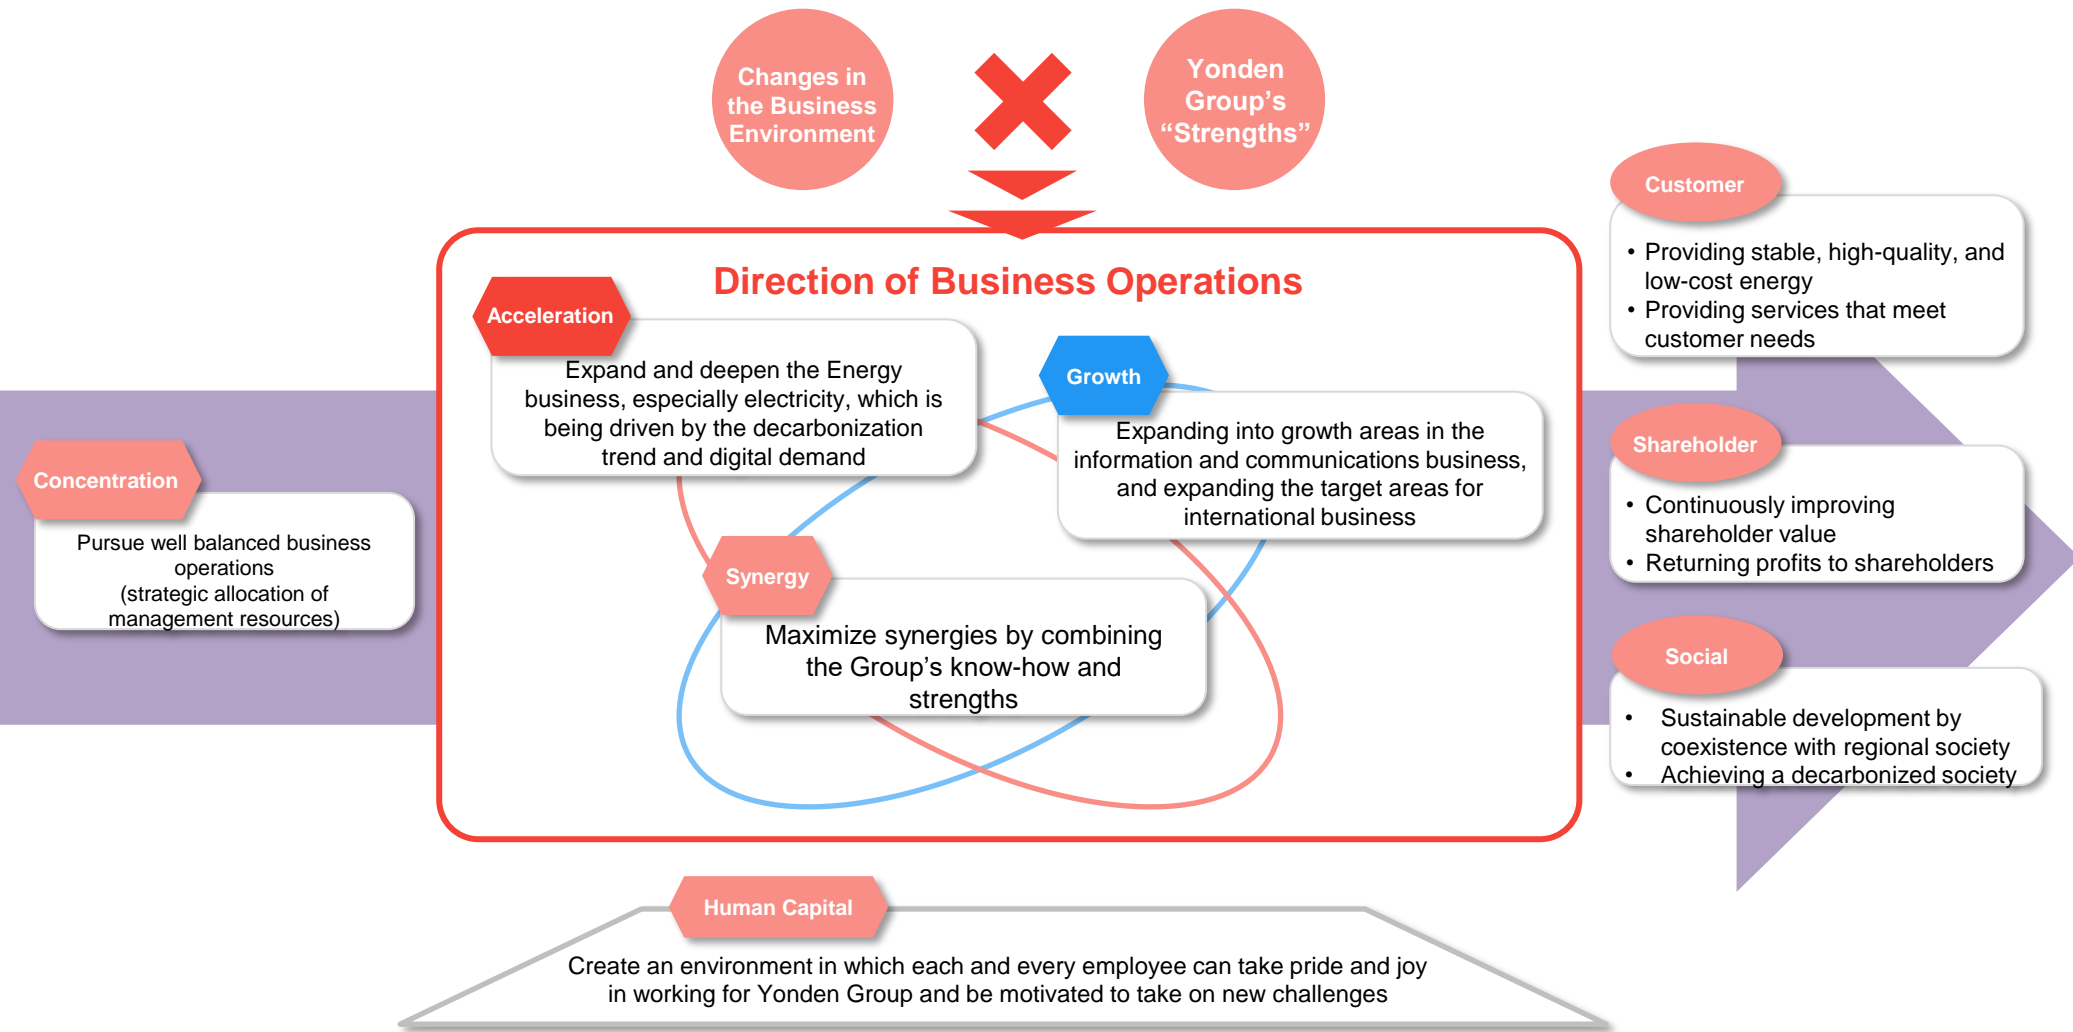 Changes in
the Business
Environment
Yonden
Group’s
“Strengths”
Direction of Business Operations
Concentration
Pursue well balanced business
operations
(strategic allocation of
management resources)
Acceleration
Expand and deepen the Energy
business, especially electricity, which is
being driven by the decarbonization
trend and digital demand
Growth
Expanding into growth areas in the
information and communications business,
and expanding the target areas for
international business
Synergy
Maximize synergies by combining
the Group’s know-how and
strengths
Customer
• Providing stable, high-quality, and
low-cost energy
• Providing services that meet
customer needs
Shareholder
• Continuously improving
shareholder value
• Returning profits to shareholders
Social
• Sustainable development by
coexistence with regional society
• Achieving a decarbonized society
Human Capital
Create an environment in which each and every employee can take pride and joy
in working for Yonden Group and be motivated to take on new challenges